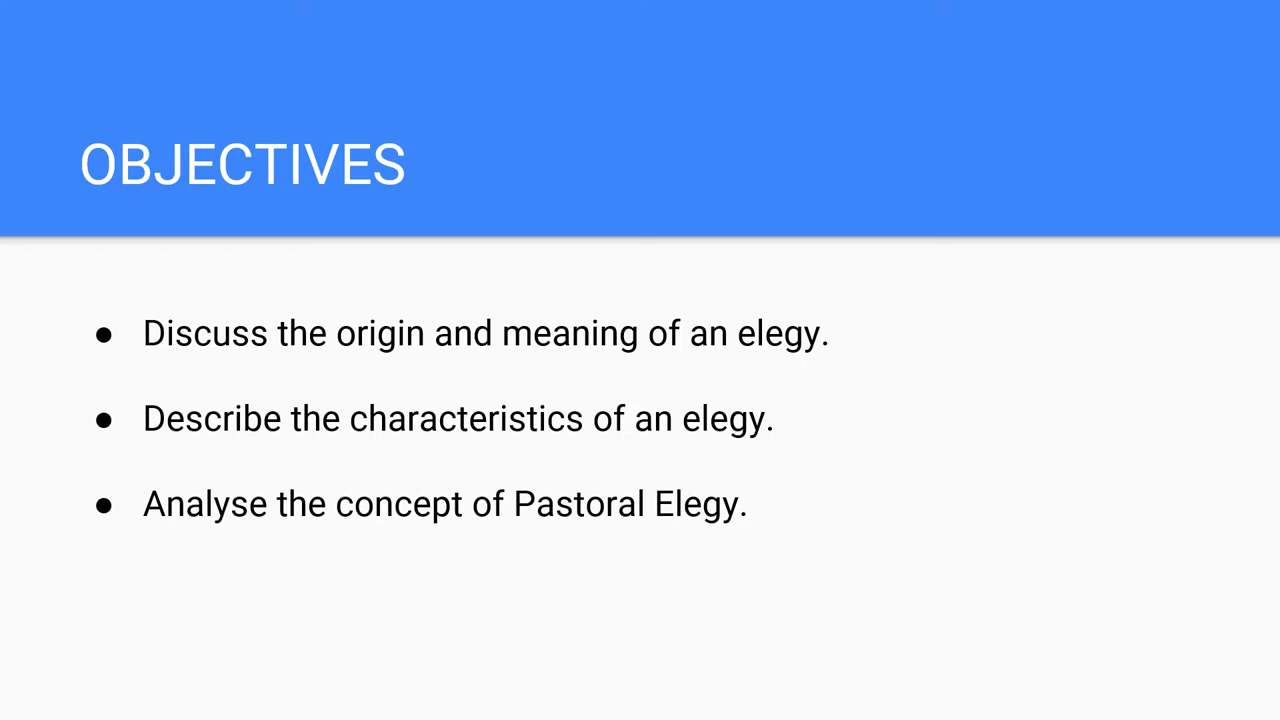 OBJECTIVES
● Discuss the origin and meaning of an elegy.
● Describe the characteristics of an elegy.
● Analyse the concept of Pastoral Elegy.